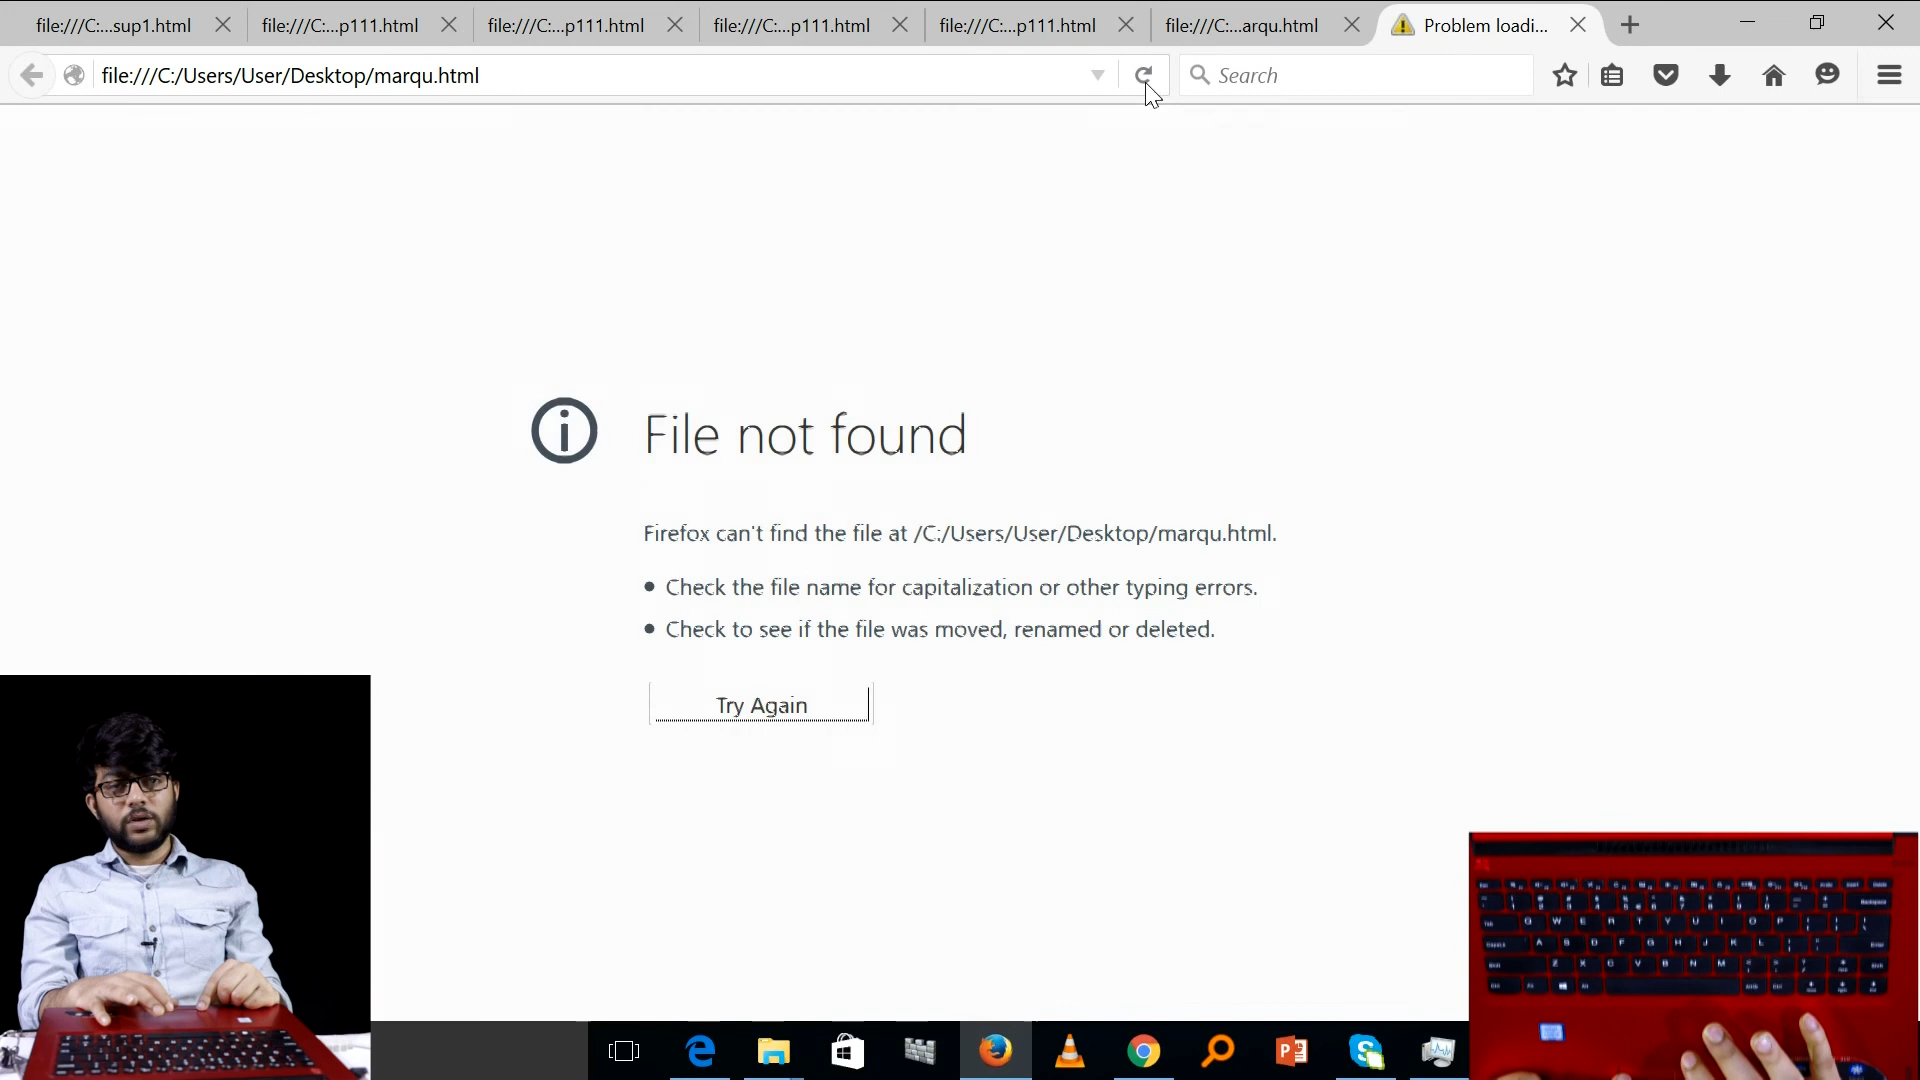 file:///C:...sup1.html
file:///C:...p111.html
file:///C:...p111.html
file:///C:...p111.html
file:///C:...p111.html
file:///C:...arqu.html
Problem loadi...
file:///C:/Users/User/Desktop/marqu.html
Search
File not found
Firefox can't find the file at /C:/Users/User/Desktop/marqu.html.
• Check the file name for capitalization or other typing errors.
• Check to see if the file was moved, renamed or deleted.
Try Again